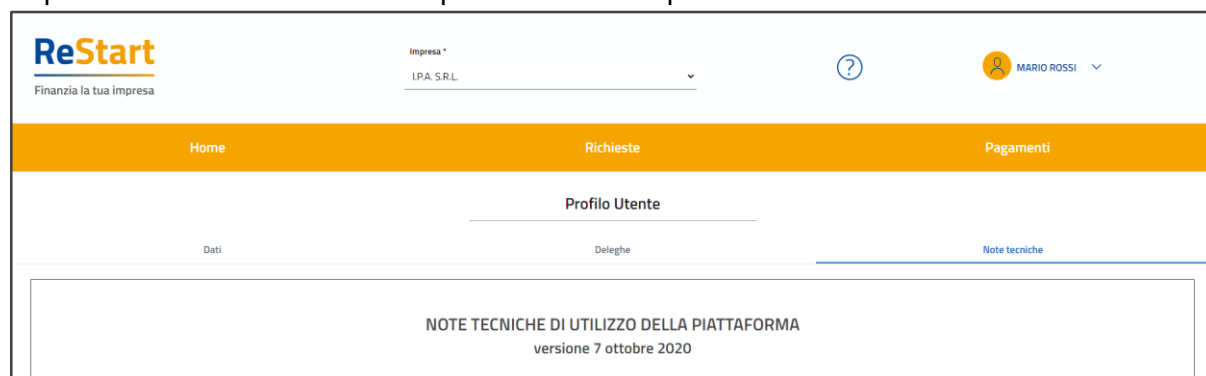 ReStart
Finanzia la tua impresa
Impresa *
I.P.A. S.R.L.
?
MARIO ROSSI
Home Richieste Pagamenti
Profilo Utente
Dati Deleghe Note tecniche
NOTE TECNICHE DI UTILIZZO DELLA PIATTAFORMA
versione 7 ottobre 2020